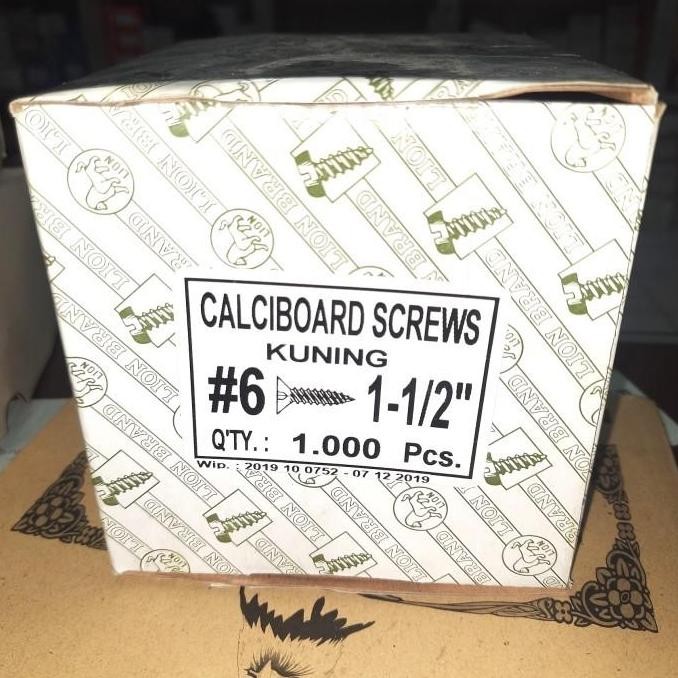 CALCIBOARD SCREWS
KUNING
#6 1-1/2"
Q'TY. : 1.000 Pcs.
Wip. : 2019 10 0752 - 07 12 2019
LION BRAND
LION